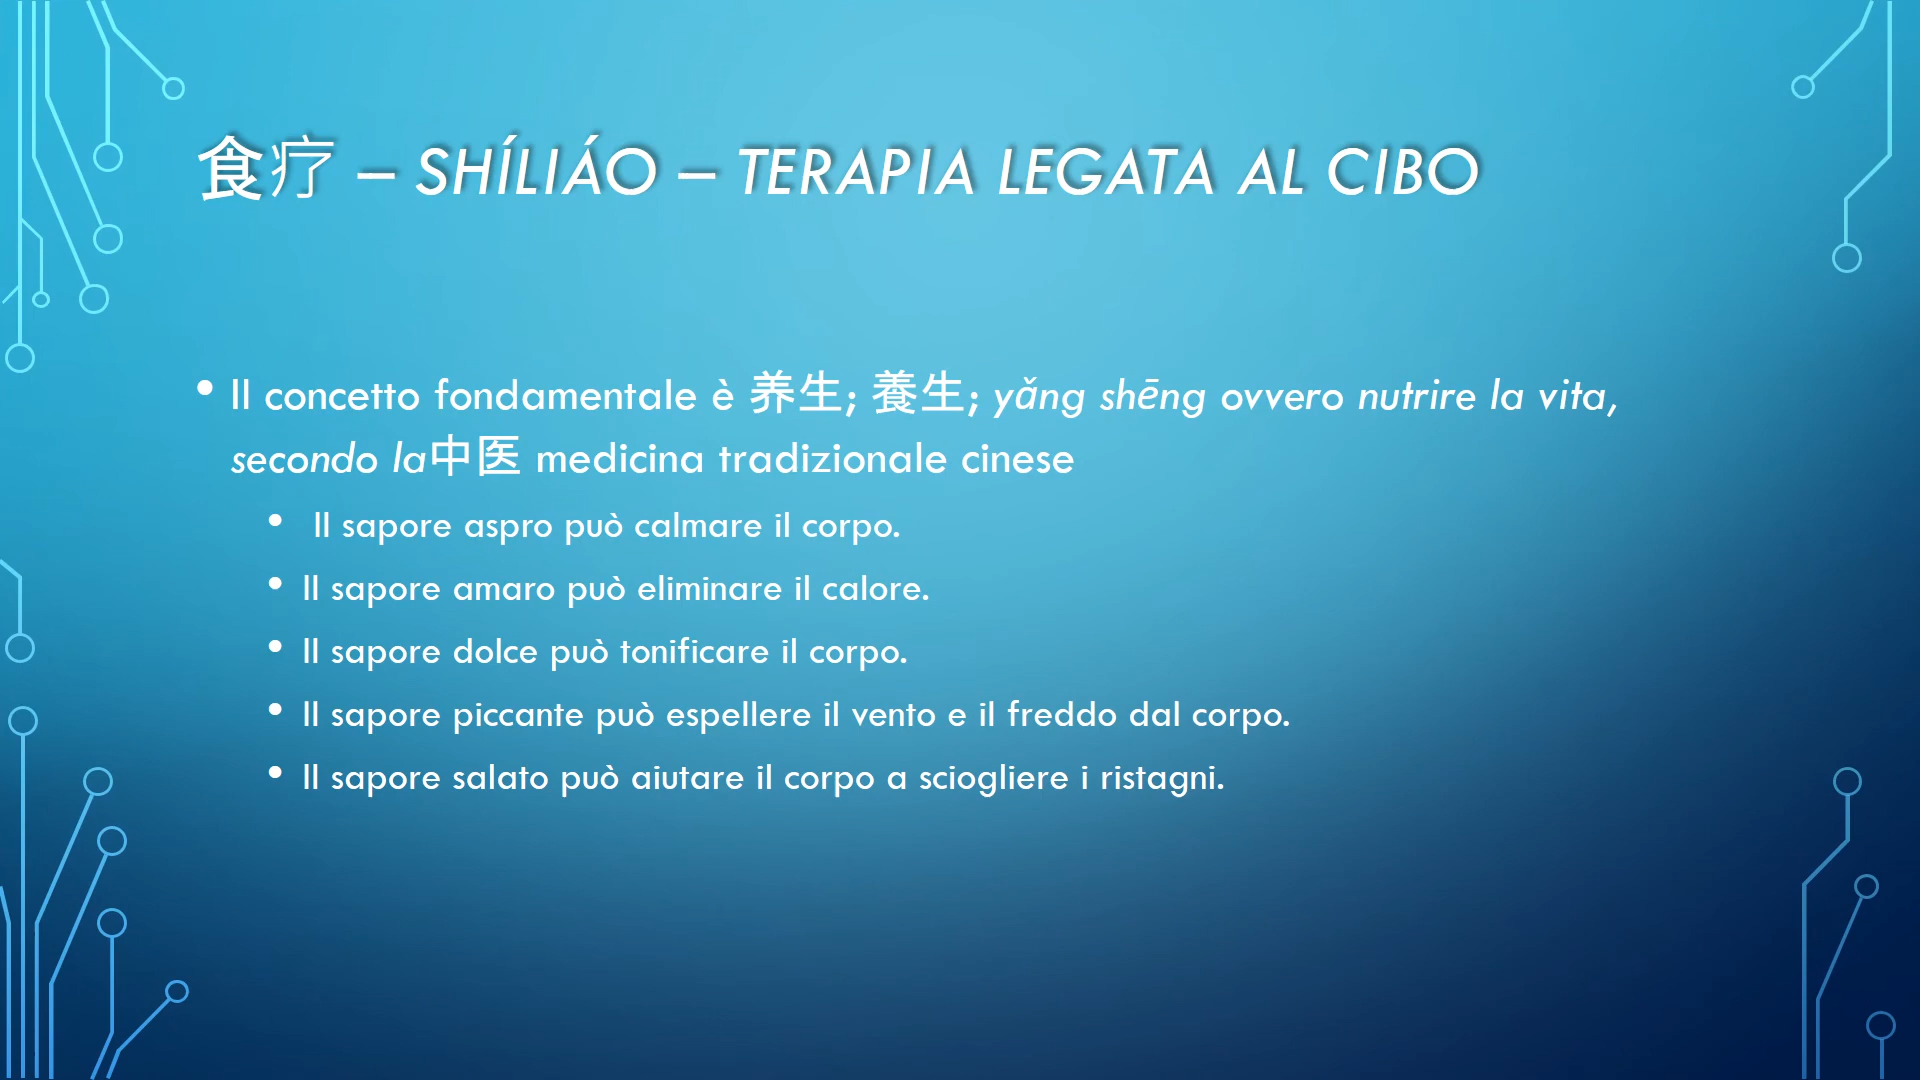 食疗 – SHÍLIÁO – TERAPIA LEGATA AL CIBO
• Il concetto fondamentale è 养生; 養生; yǎng shēng ovvero nutrire la vita,
secondo la中医 medicina tradizionale cinese
• Il sapore aspro può calmare il corpo.
• Il sapore amaro può eliminare il calore.
• Il sapore dolce può tonificare il corpo.
• Il sapore piccante può espellere il vento e il freddo dal corpo.
• Il sapore salato può aiutare il corpo a sciogliere i ristagni.